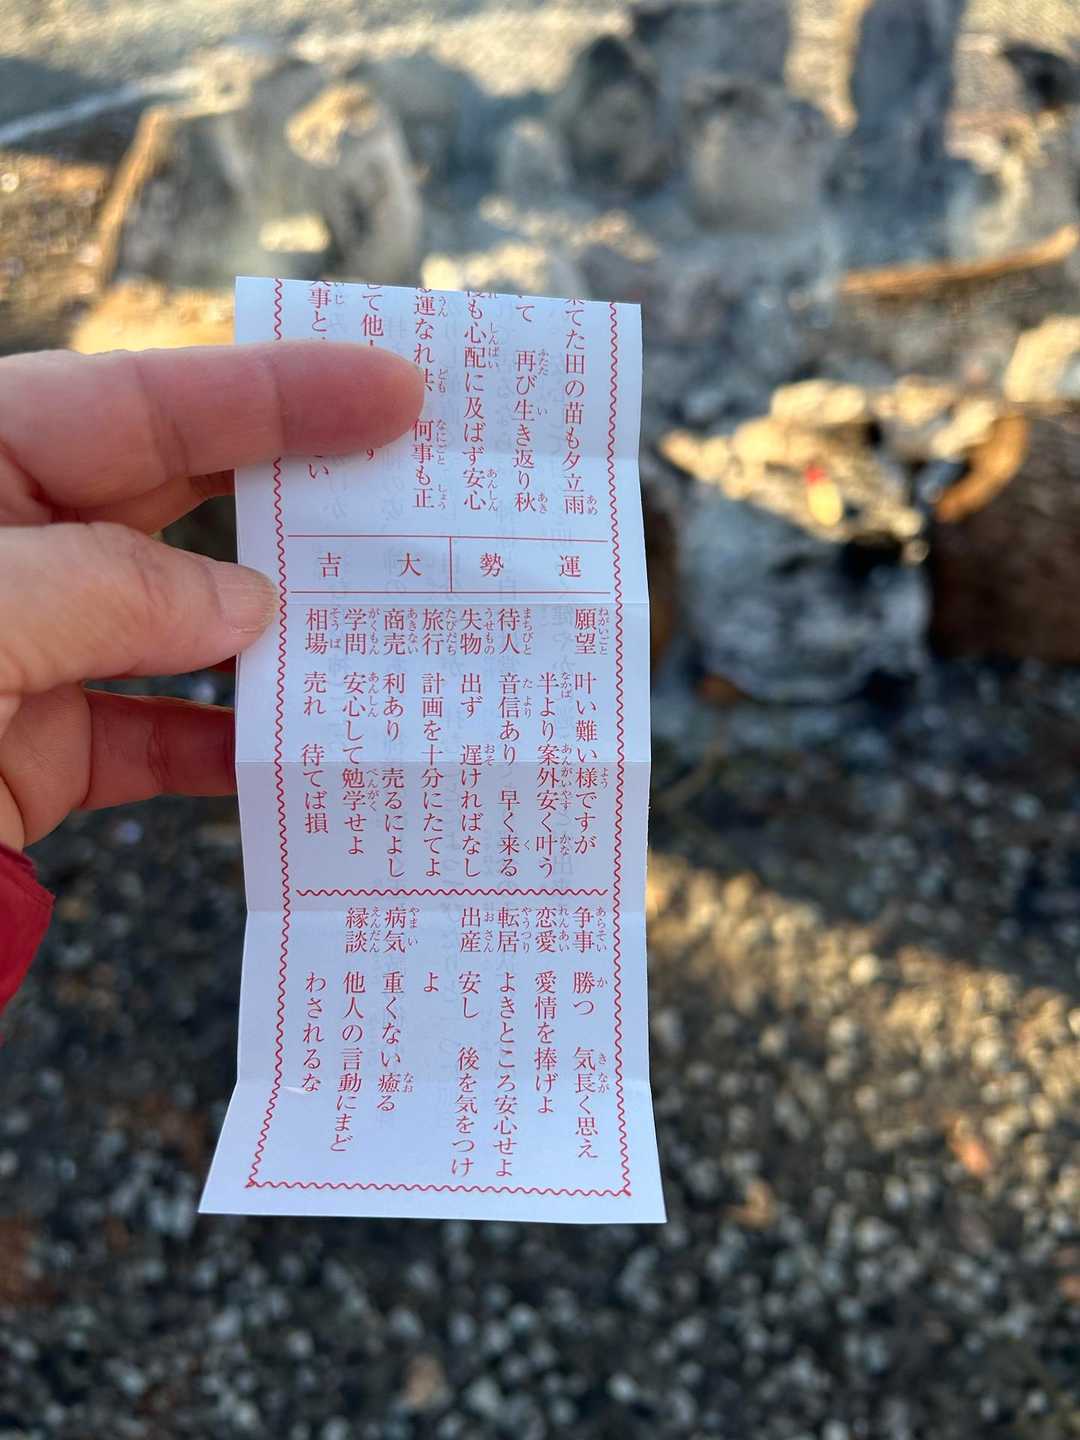 果てた田の苗も夕立雨
いて 再び生き返り秋
も心配に及ばず安心
運なれ共 何事も正
して他
事と
い
運勢 大吉
願望 叶い難い様ですが
半より案外安く叶う
待人 音信あり 早く来る
失物 出ず 遅ければなし
旅行 計画を十分にたてよ
商売 利あり 売るによし
学問 安心して勉学せよ
相場 売れ 待てば損
争事 勝つ 気長く思え
恋愛 愛情を捧げよ
転居 よきところ安心せよ
出産 安し 後を気をつけ
よ
病気 重くない癒る
縁談 他人の言動にまど
わされるな